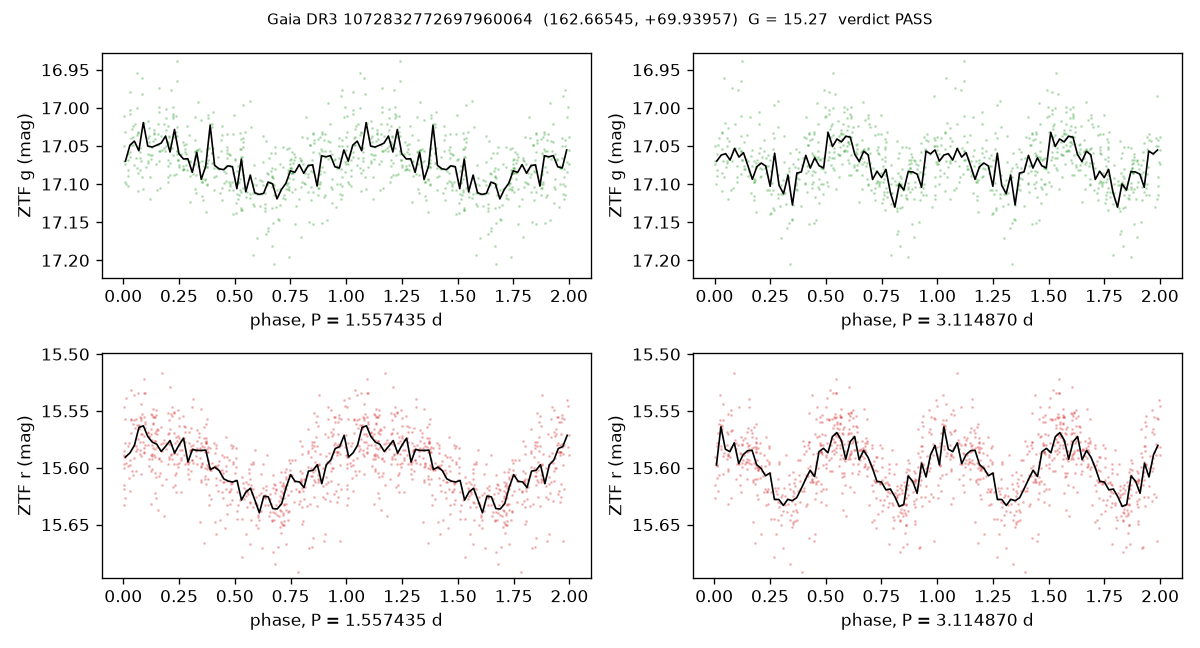 Gaia DR3 1072832772697960064  (162.66545, +69.93957)  G = 15.27  verdict PASS
ZTF g (mag)
16.95
17.00
17.05
17.10
17.15
17.20
0.00 0.25 0.50 0.75 1.00 1.25 1.50 1.75 2.00
phase, P = 1.557435 d
ZTF g (mag)
16.95
17.00
17.05
17.10
17.15
17.20
0.00 0.25 0.50 0.75 1.00 1.25 1.50 1.75 2.00
phase, P = 3.114870 d
ZTF r (mag)
15.50
15.55
15.60
15.65
0.00 0.25 0.50 0.75 1.00 1.25 1.50 1.75 2.00
phase, P = 1.557435 d
ZTF r (mag)
15.50
15.55
15.60
15.65
0.00 0.25 0.50 0.75 1.00 1.25 1.50 1.75 2.00
phase, P = 3.114870 d